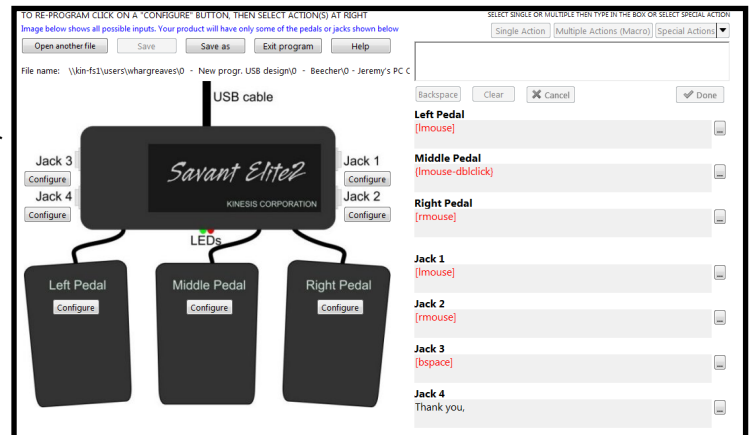 TO RE-PROGRAM CLICK ON A "CONFIGURE" BUTTON, THEN SELECT ACTION(S) AT RIGHT
Image below shows all possible inputs. Your product will have only some of the pedals or jacks shown below
Open another file Save Save as Exit program Help
File name: \\kin-fs1\users\whargreaves\0 - New progr. USB design\0 - Beecher\0 - Jeremy's PC C
USB cable
Jack 3
Configure
Jack 4
Configure
Savant Elite2
KINESIS CORPORATION
Jack 1
Configure
Jack 2
Configure
LEDs
Left Pedal
Configure
Middle Pedal
Configure
Right Pedal
Configure
SELECT SINGLE OR MULTIPLE THEN TYPE IN THE BOX OR SELECT SPECIAL ACTION
Single Action Multiple Actions (Macro) Special Actions
Backspace Clear Cancel Done
Left Pedal
[lmouse]
...
Middle Pedal
{lmouse-dblclick}
...
Right Pedal
[rmouse]
...
Jack 1
[lmouse]
...
Jack 2
[rmouse]
...
Jack 3
[bspace]
...
Jack 4
Thank you,
...